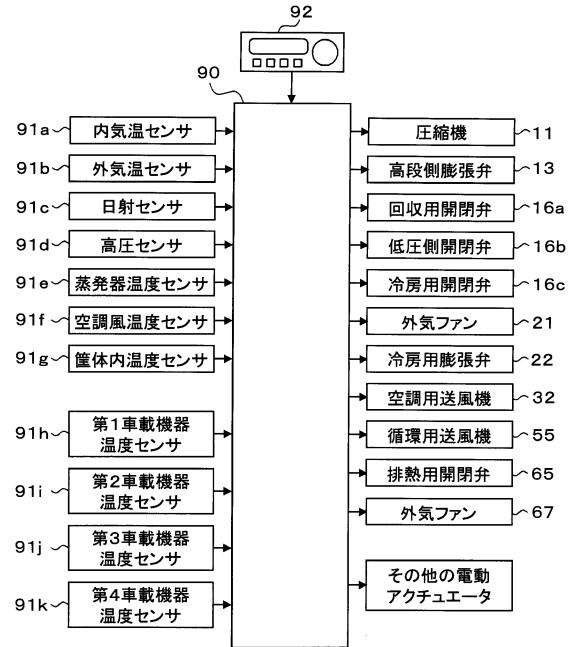 92
90
91a 内気温センサ
91b 外気温センサ
91c 日射センサ
91d 高圧センサ
91e 蒸発器温度センサ
91f 空調風温度センサ
91g 筐体内温度センサ
91h 第1車載機器
温度センサ
91i 第2車載機器
温度センサ
91j 第3車載機器
温度センサ
91k 第4車載機器
温度センサ
圧縮機 11
高段側膨張弁 13
回収用開閉弁 16a
低圧側開閉弁 16b
冷房用開閉弁 16c
外気ファン 21
冷房用膨張弁 22
空調用送風機 32
循環用送風機 55
排熱用開閉弁 65
外気ファン 67
その他の電動
アクチュエータ